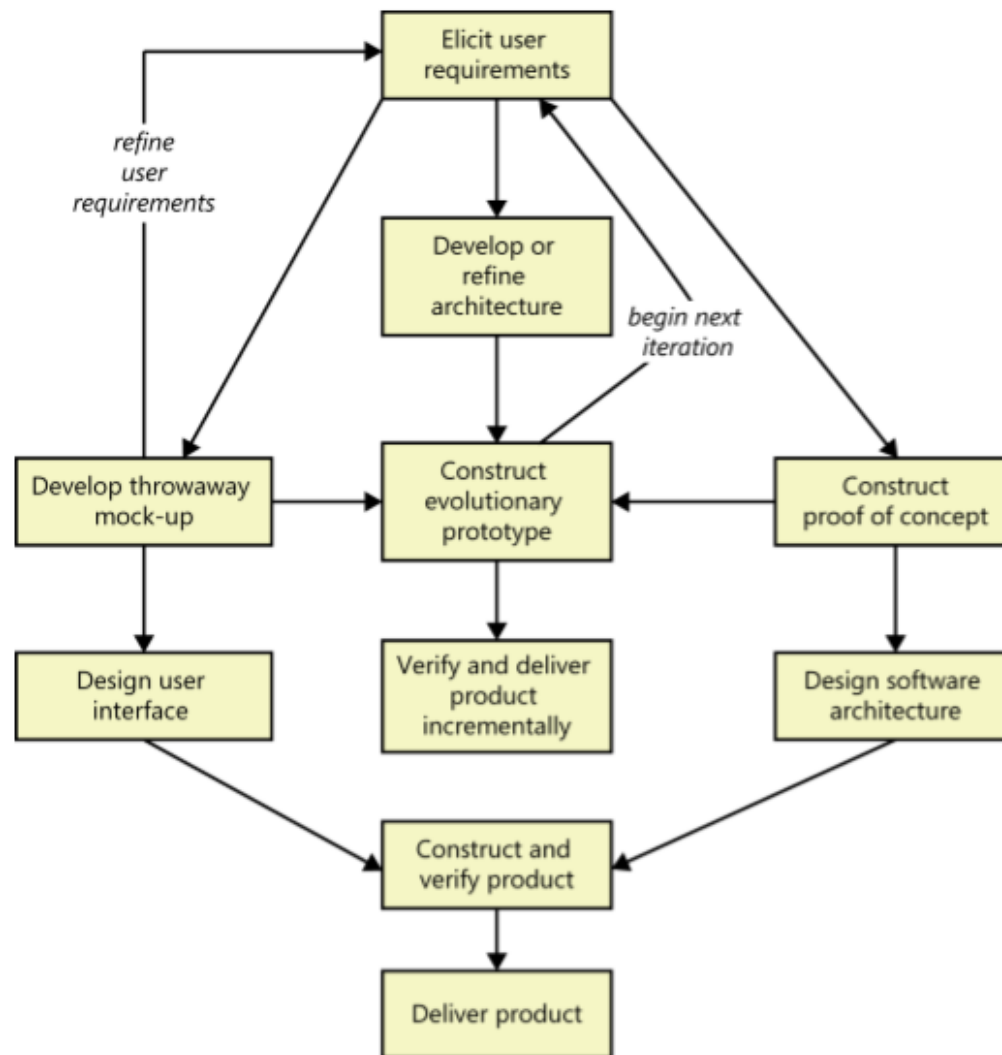 Elicit user
requirements
refine
user
requirements
Develop or
refine
architecture
begin next
iteration
Develop throwaway
mock-up
Construct
evolutionary
prototype
Construct
proof of concept
Design user
interface
Verify and deliver
product
incrementally
Design software
architecture
Construct and
verify product
Deliver product